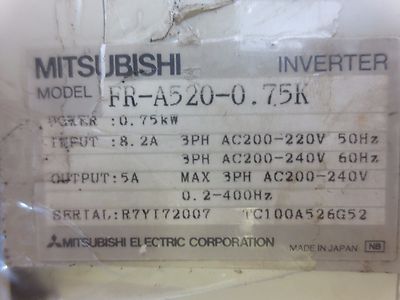 MITSUBISHI INVERTER
MODEL FR-A520-0.75K
POWER :0.75kW
INPUT :8.2A 3PH AC200-220V 50Hz
3PH AC200-240V 60Hz
OUTPUT:5A MAX 3PH AC200-240V
0.2-400Hz
SERIAL:R7YI72007 TC100A526G52
MITSUBISHI ELECTRIC CORPORATION MADE IN JAPAN NB